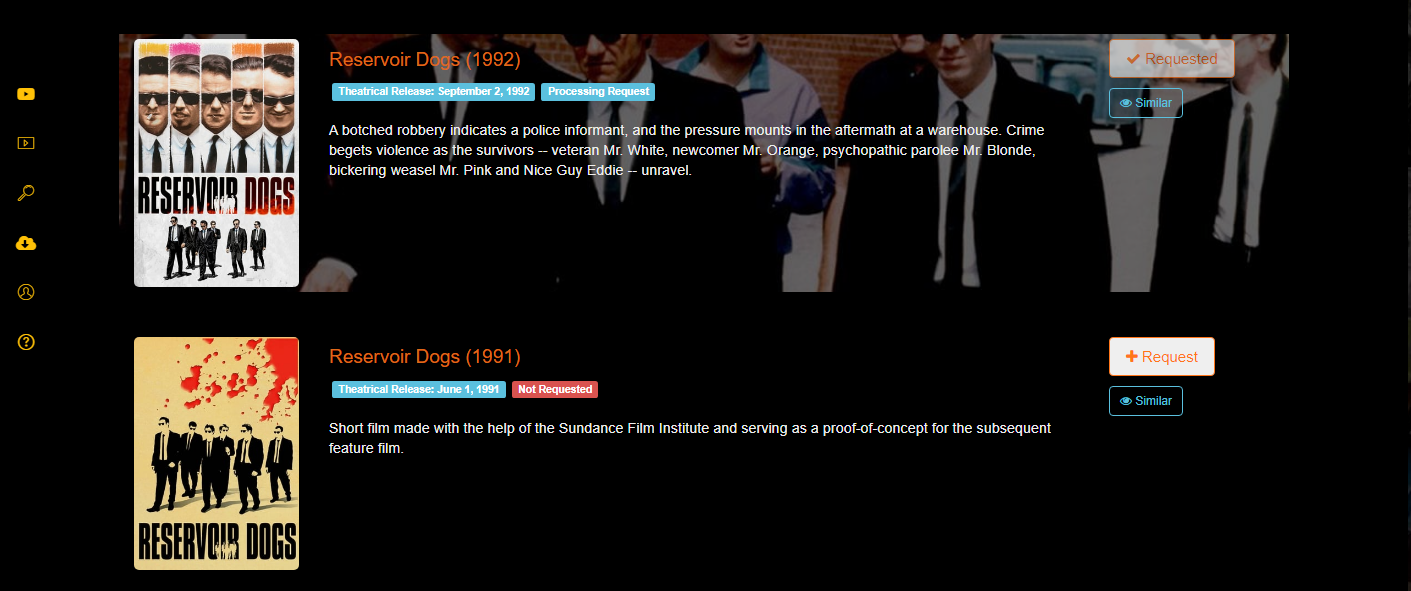 Reservoir Dogs (1992)
Requested
Theatrical Release: September 2, 1992 Processing Request
Similar
A botched robbery indicates a police informant, and the pressure mounts in the aftermath at a warehouse. Crime
begets violence as the survivors -- veteran Mr. White, newcomer Mr. Orange, psychopathic parolee Mr. Blonde,
bickering weasel Mr. Pink and Nice Guy Eddie -- unravel.
RESERVOIR DOGS
Reservoir Dogs (1991)
Request
Theatrical Release: June 1, 1991 Not Requested
Similar
Short film made with the help of the Sundance Film Institute and serving as a proof-of-concept for the subsequent
feature film.
RESERVOIR DOGS